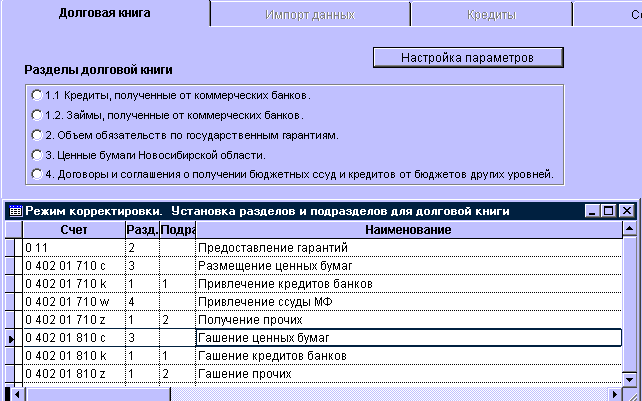 Долговая книга Импорт данных Кредиты
Настройка параметров
Разделы долговой книги
1.1 Кредиты, полученные от коммерческих банков.
1.2. Займы, полученные от коммерческих банков.
2. Объем обязательств по государственным гарантиям.
3. Ценные бумаги Новосибирской области.
4. Договоры и соглашения о получении бюджетных ссуд и кредитов от бюджетов других уровней.
Режим корректировки. Установка разделов и подразделов для долговой книги
Счет Разд. Подра Наименование
0 11 2 Предоставление гарантий
0 402 01 710 c 3 Размещение ценных бумаг
0 402 01 710 k 1 1 Привлечение кредитов банков
0 402 01 710 w 4 Привлечение ссуды МФ
0 402 01 710 z 1 2 Получение прочих
0 402 01 810 c 3 Гашение ценных бумаг
0 402 01 810 k 1 1 Гашение кредитов банков
0 402 01 810 z 1 2 Гашение прочих